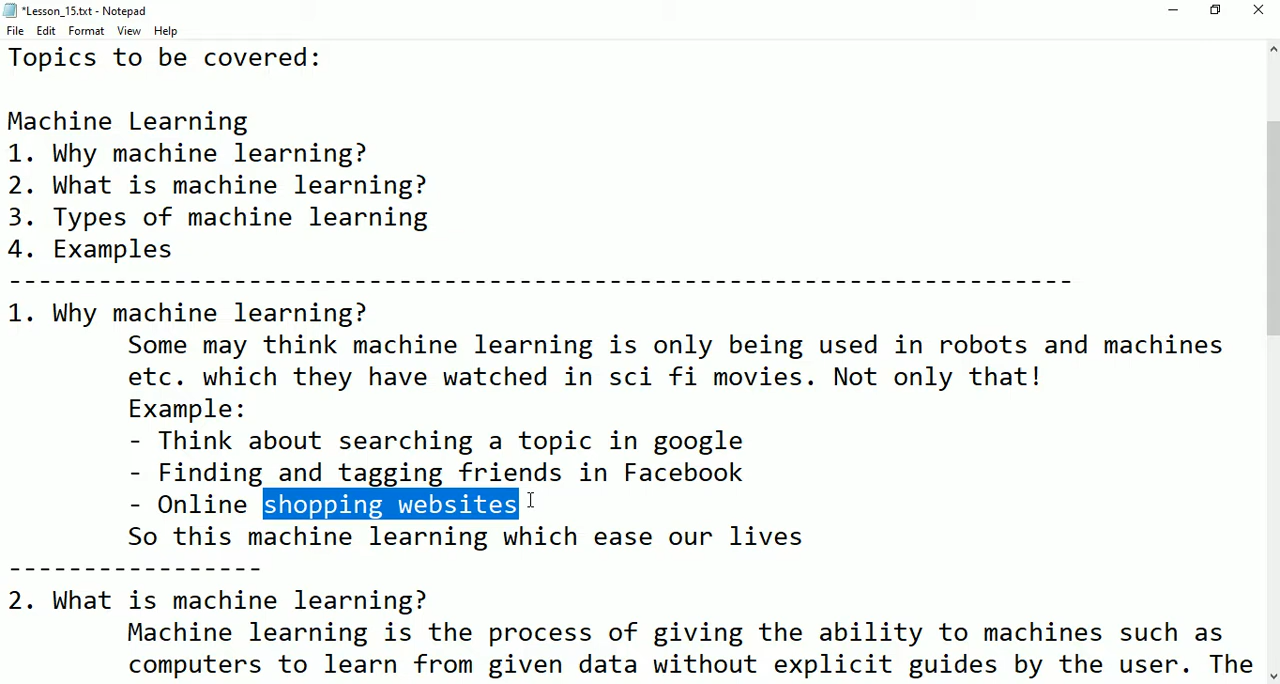 *Lesson_15.txt - Notepad
File Edit Format View Help
Topics to be covered:
Machine Learning
1. Why machine learning?
2. What is machine learning?
3. Types of machine learning
4. Examples
-----------------------------------------------------------------------
1. Why machine learning?
Some may think machine learning is only being used in robots and machines
etc. which they have watched in sci fi movies. Not only that!
Example:
- Think about searching a topic in google
- Finding and tagging friends in Facebook
- Online shopping websites
So this machine learning which ease our lives
-----------------
2. What is machine learning?
Machine learning is the process of giving the ability to machines such as
computers to learn from given data without explicit guides by the user. The